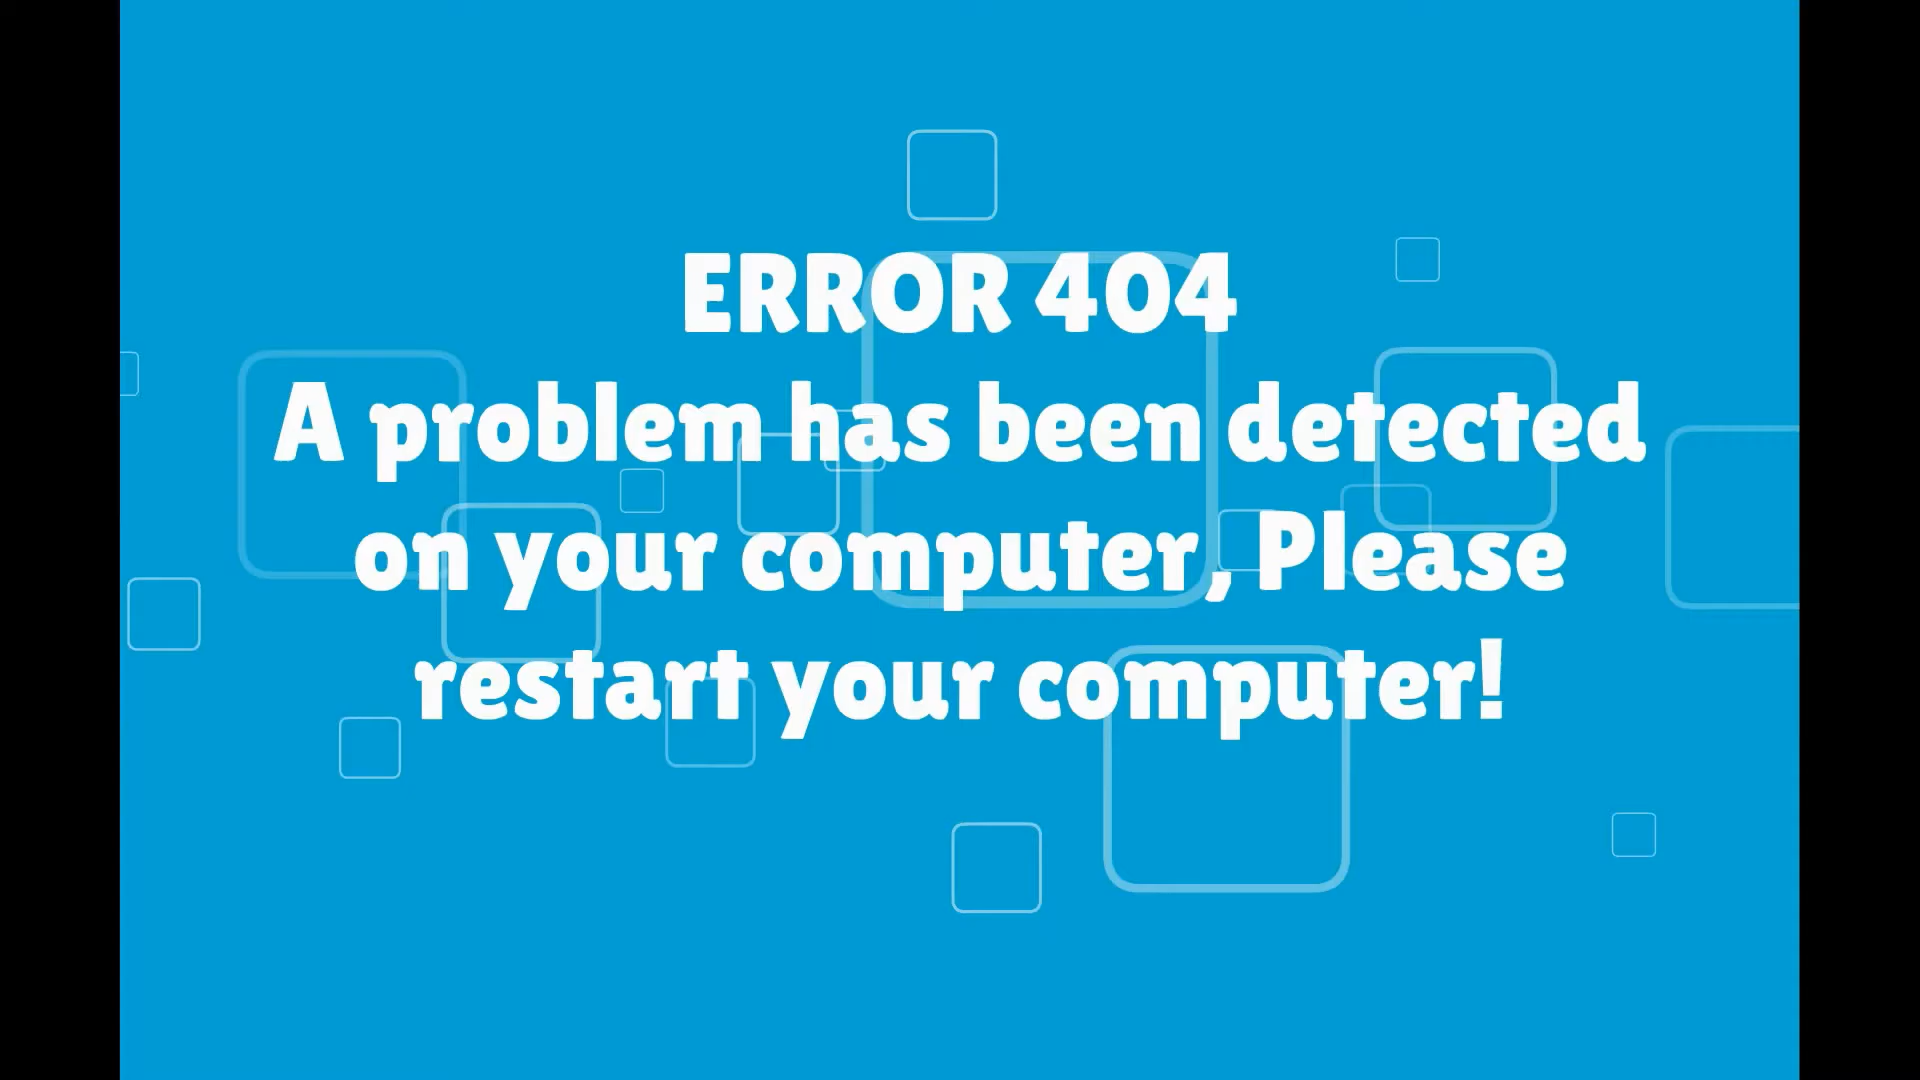 ERROR 404
A problem has been detected
on your computer, Please
restart your computer!